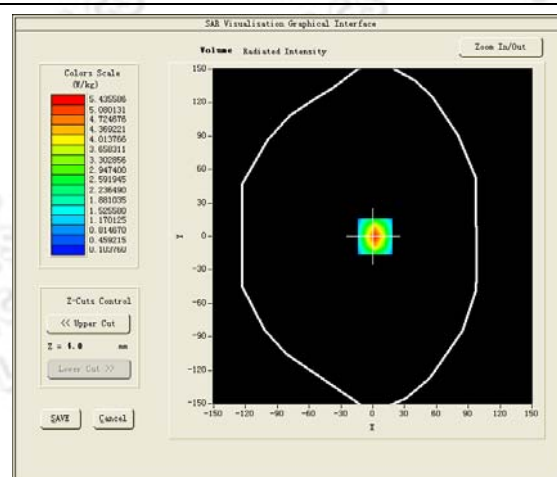 SAR Visualisation Graphical Interface
Volume Radiated Intensity
Zoom In/Out
Colors Scale
(W/kg)
5.435586
5.080131
4.724676
4.369221
4.013766
3.658311
3.302856
2.947400
2.591945
2.236490
1.881035
1.525580
1.170125
0.814670
0.459215
0.103760
Z-Cuts Control
<< Upper Cut
Z = 4.0 mm
Lower Cut >>
SAVE Cancel
150
120
90
60
30
0
-30
-60
-90
-120
-150
Y
-150 -120 -90 -60 -30 0 30 60 90 120 150
X